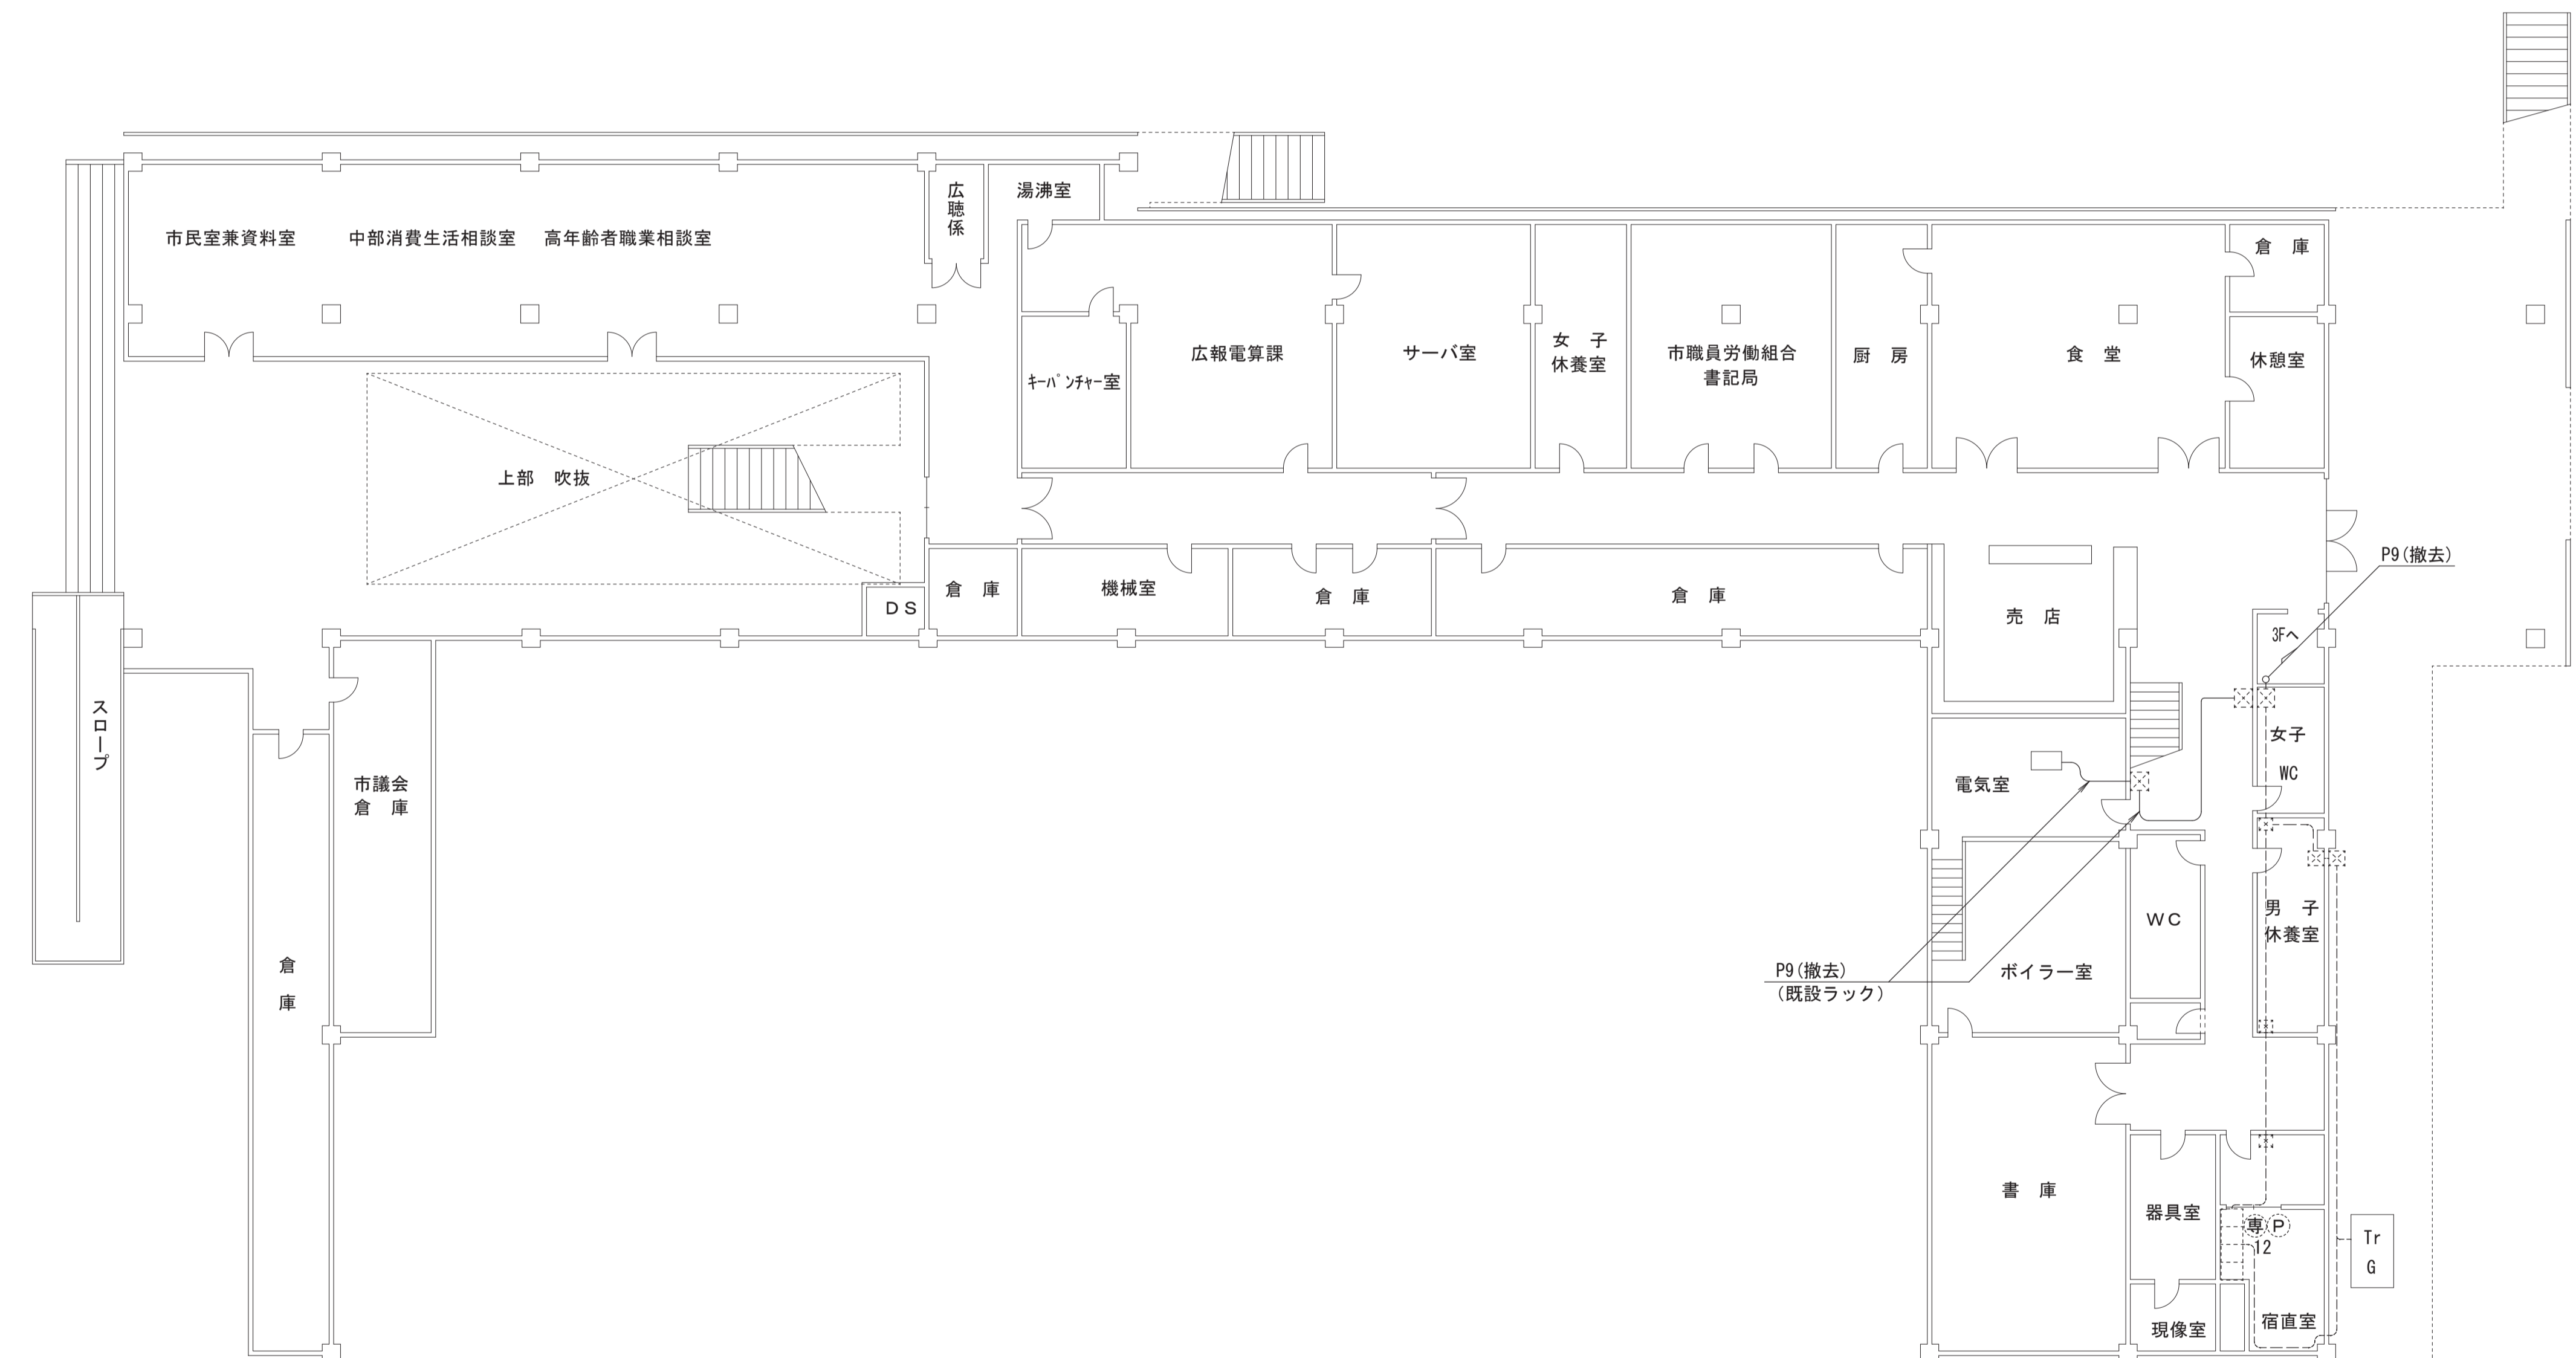 広聴係
湯沸室
市民室兼資料室
中部消費生活相談室
高年齢者職業相談室
倉　庫
キーパンチャー室
広報電算課
サーバ室
女　子
休養室
市職員労働組合
書記局
厨　房
食　堂
休憩室
上部　吹抜
P9(撤去)
ＤＳ
倉　庫
機械室
倉　庫
倉　庫
売　店
3Fへ
スロープ
女子
WC
市議会
倉　庫
電気室
倉
庫
ＷＣ
男　子
休養室
P9(撤去)
(既設ラック)
ボイラー室
書　庫
器具室
専
P
12
Tr
G
現像室
宿直室